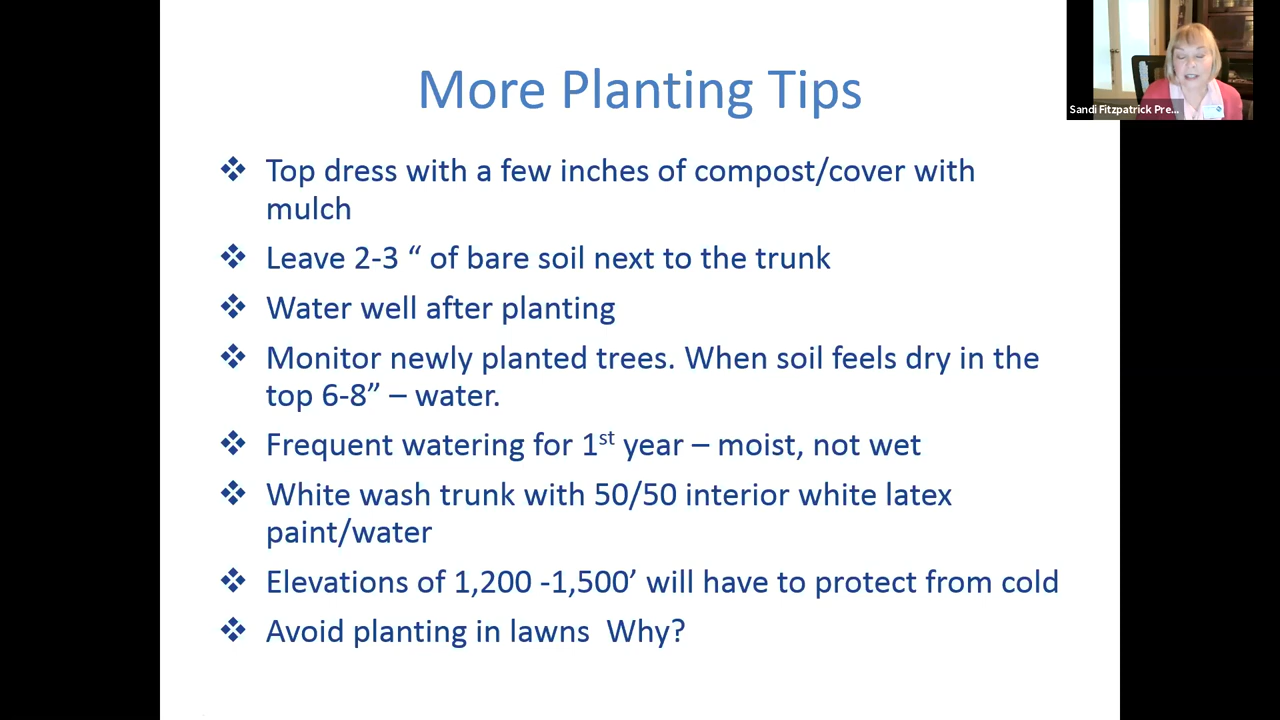 More Planting Tips
Sandi Fitzpatrick Pre...
❖ Top dress with a few inches of compost/cover with
mulch
❖ Leave 2-3 “ of bare soil next to the trunk
❖ Water well after planting
❖ Monitor newly planted trees. When soil feels dry in the
top 6-8” – water.
❖ Frequent watering for 1st year – moist, not wet
❖ White wash trunk with 50/50 interior white latex
paint/water
❖ Elevations of 1,200 -1,500’ will have to protect from cold
❖ Avoid planting in lawns  Why?